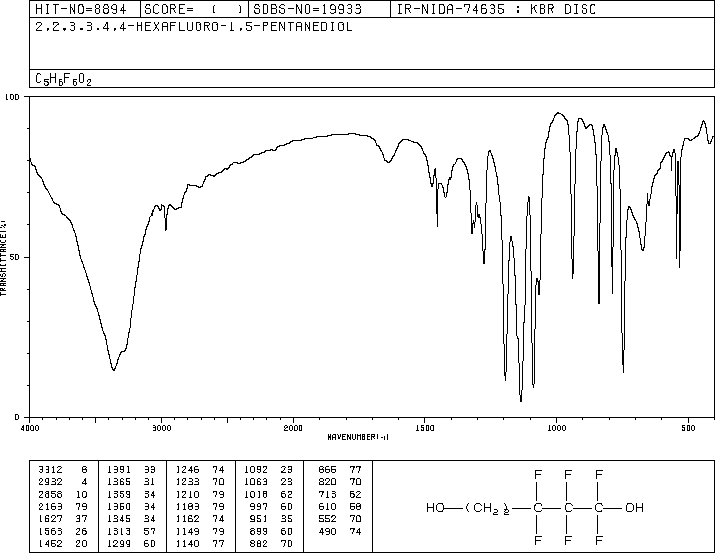 HIT-NO=8894 SCORE= ( ) SDBS-NO=19933 IR-NIDA-74635 : KBR DISC
2,2,3,3,4,4-HEXAFLUORO-1,5-PENTANEDIOL
C5H6F6O2
100
50
0
TRANSMITTANCE(%)
4000 3000 2000 1500 1000 500
WAVENUMBER(-1)
3312 6 1391 39 1246 74 1092 23 866 77
2932 4 1365 31 1233 70 1063 23 820 70
2858 10 1359 34 1210 79 1018 62 713 62
2163 79 1350 34 1183 79 997 60 610 68
1627 37 1345 34 1162 74 951 35 552 70
1563 26 1313 57 1149 79 899 60 490 74
1462 20 1299 60 1140 77 882 70
F F F
HO—(CH2)2—C—C—C—OH
F F F